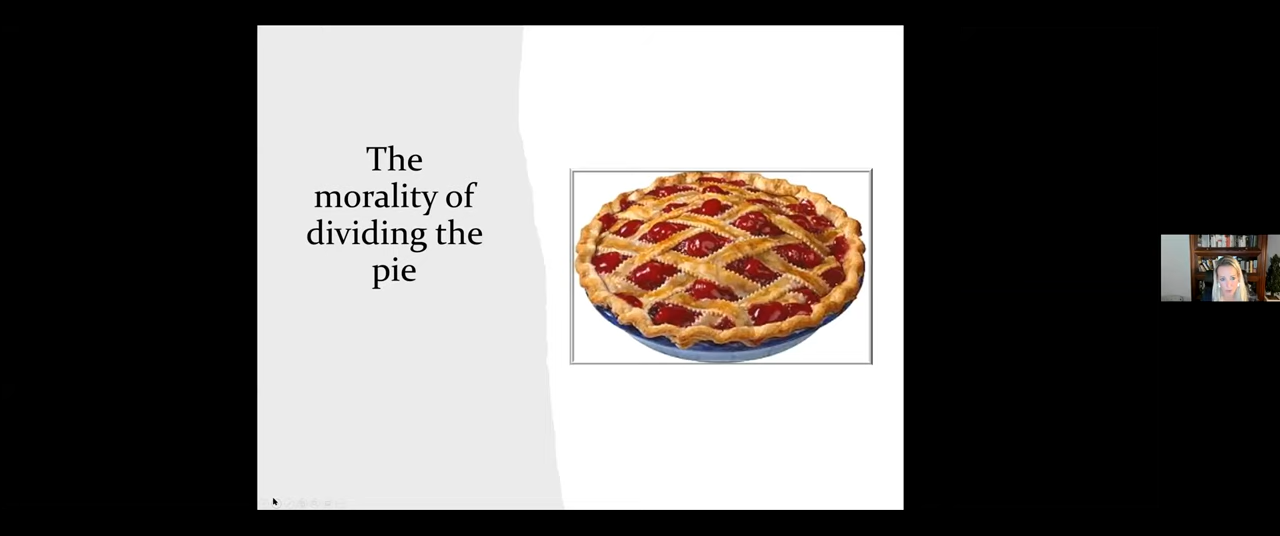 The
morality of
dividing the
pie